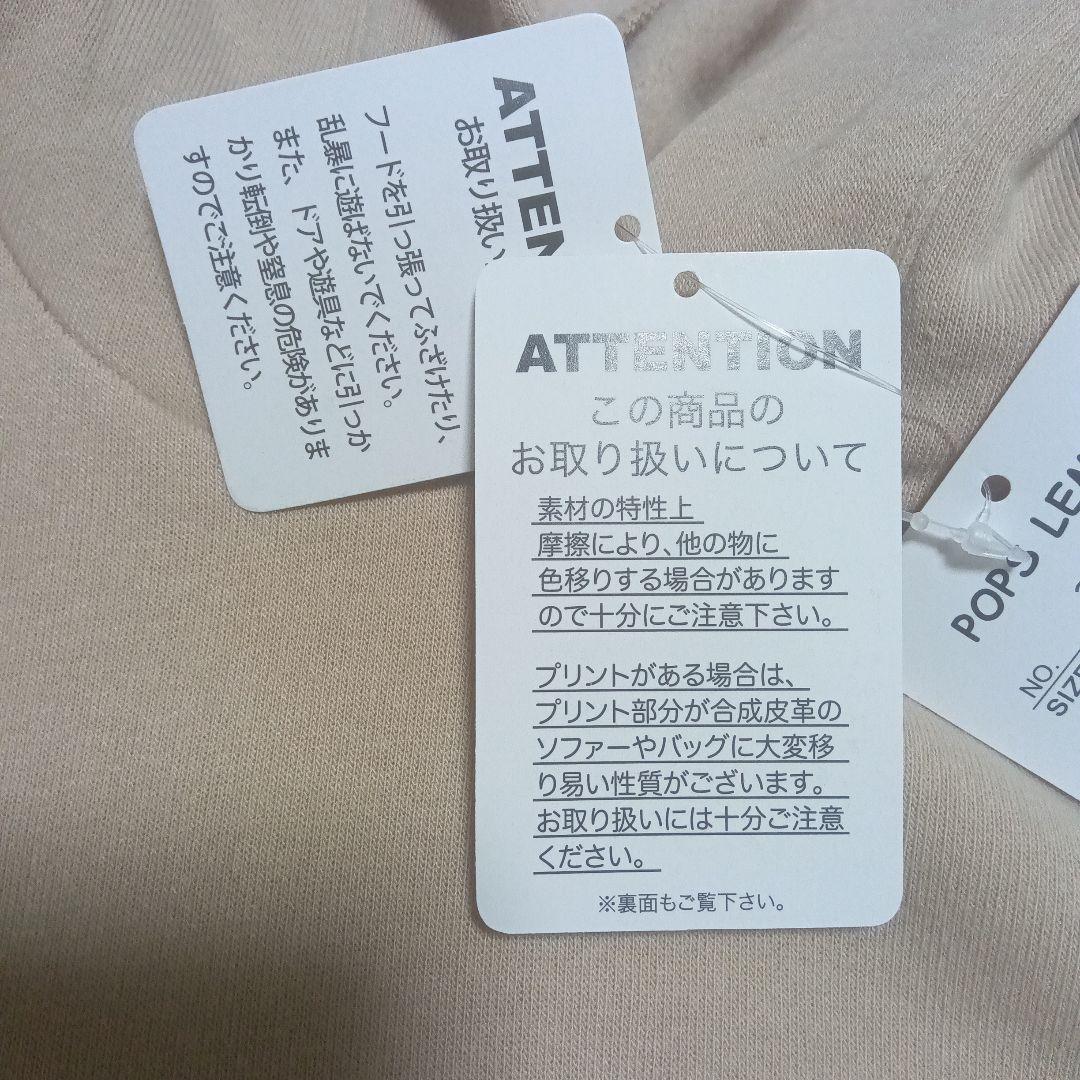 ATTEN
お取り扱い
フードを引っ張ってふざけたり、
乱暴に遊ばないでください。
また、ドアや遊具などに引っか
かり転倒や窒息の危険がありま
すのでご注意ください。
ATTENTION
この商品の
お取り扱いについて
素材の特性上
摩擦により、他の物に
色移りする場合があります
ので十分にご注意下さい。
プリントがある場合は、
プリント部分が合成皮革の
ソファーやバッグに大変移
り易い性質がございます。
お取り扱いには十分ご注意
ください。
※裏面もご覧下さい。
POPS LEA
NO.
SIZE